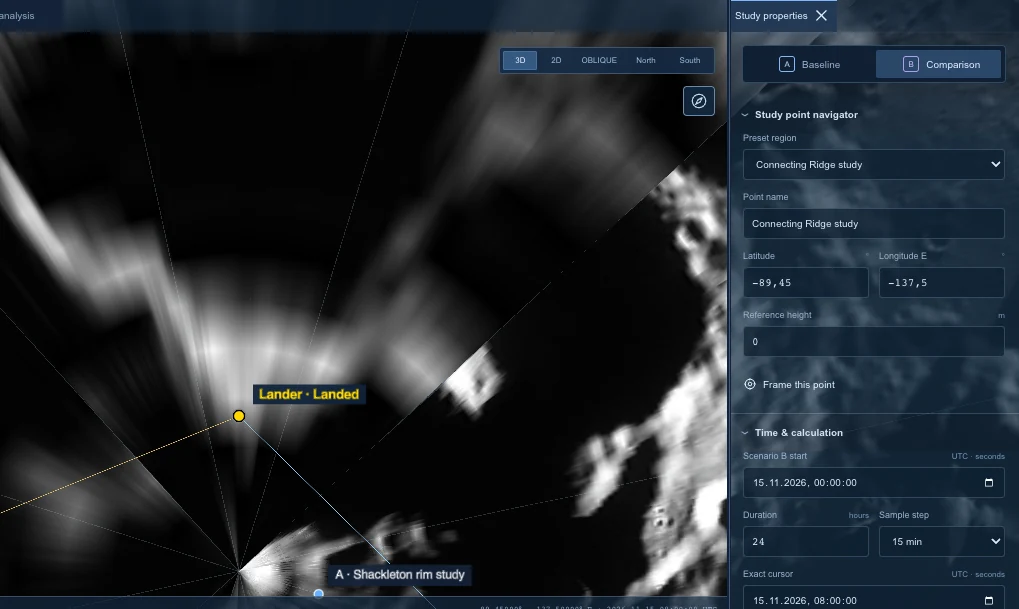 analysis
Study properties
3D 2D OBLIQUE North South
A Baseline
B Comparison
Study point navigator
Preset region
Connecting Ridge study
Point name
Connecting Ridge study
Latitude ° Longitude E °
−89,45 −137,5
Reference height m
0
Frame this point
Lander · Landed
Time & calculation
Scenario B start UTC · seconds
15.11.2026, 00:00:00
Duration hours Sample step
24 15 min
Exact cursor UTC · seconds
A · Shackleton rim study
15.11.2026, 08:00:00